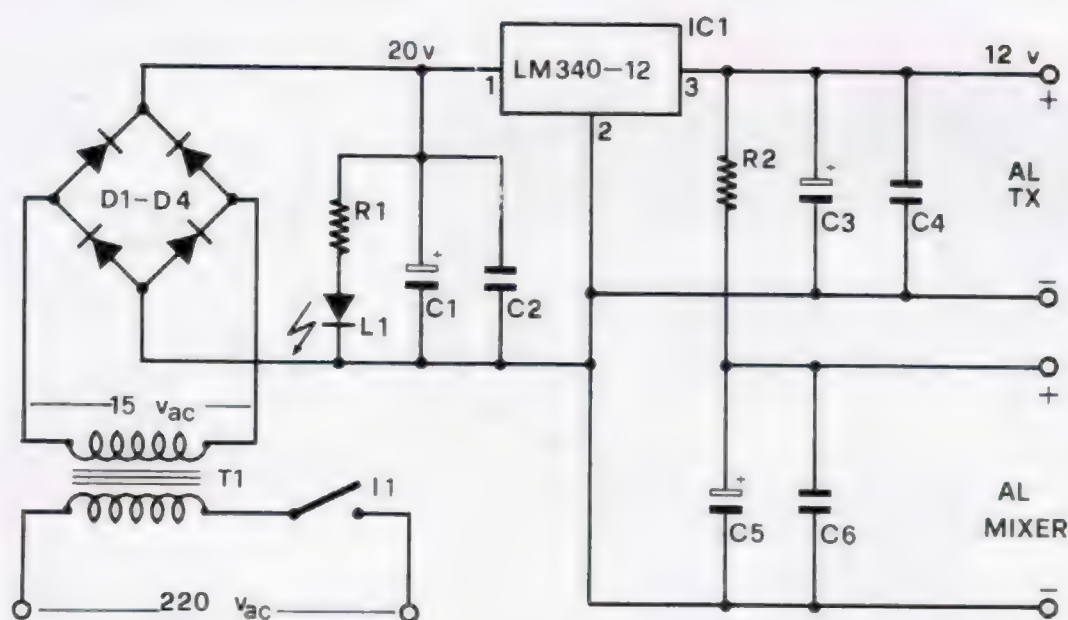 IC1
20v
LM340-12
12 v
1
3
+
2
D1-D4
R1
R2
AL
TX
+
+
C3
C4
+
C1
C2
L1
−
+
15 vac
T1
I1
+
C5
C6
AL
MIXER
220 vac
−